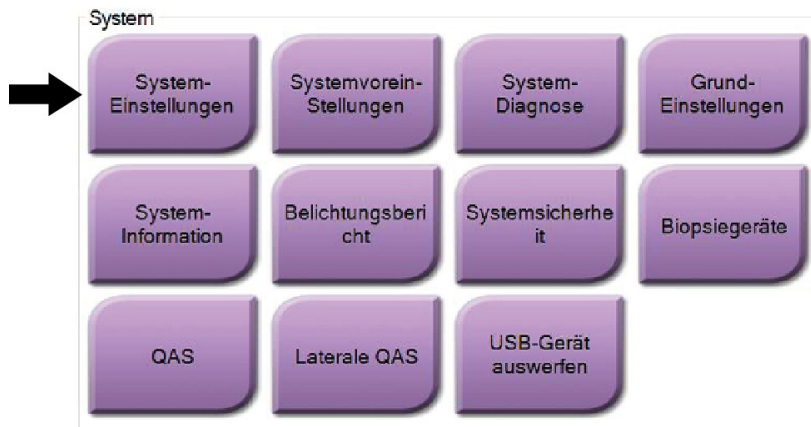 System
System-
Einstellungen
Systemvorein-
Stellungen
System-
Diagnose
Grund-
Einstellungen
System-
Information
Belichtungsberi
cht
Systemsicherhe
it
Biopsiegeräte
QAS
Laterale QAS
USB-Gerät
auswerfen